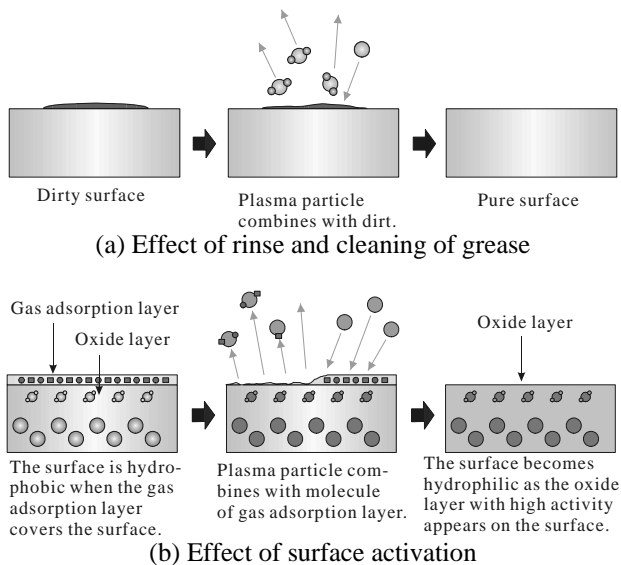 Dirty surface
Plasma particle
combines with dirt.
Pure surface
(a) Effect of rinse and cleaning of grease
Gas adsorption layer
Oxide layer
Oxide layer
The surface is hydro-
phobic when the gas
adsorption layer
covers the surface.
Plasma particle com-
bines with molecule
of gas adsorption layer.
The surface becomes
hydrophilic as the oxide
layer with high activity
appears on the surface.
(b) Effect of surface activation